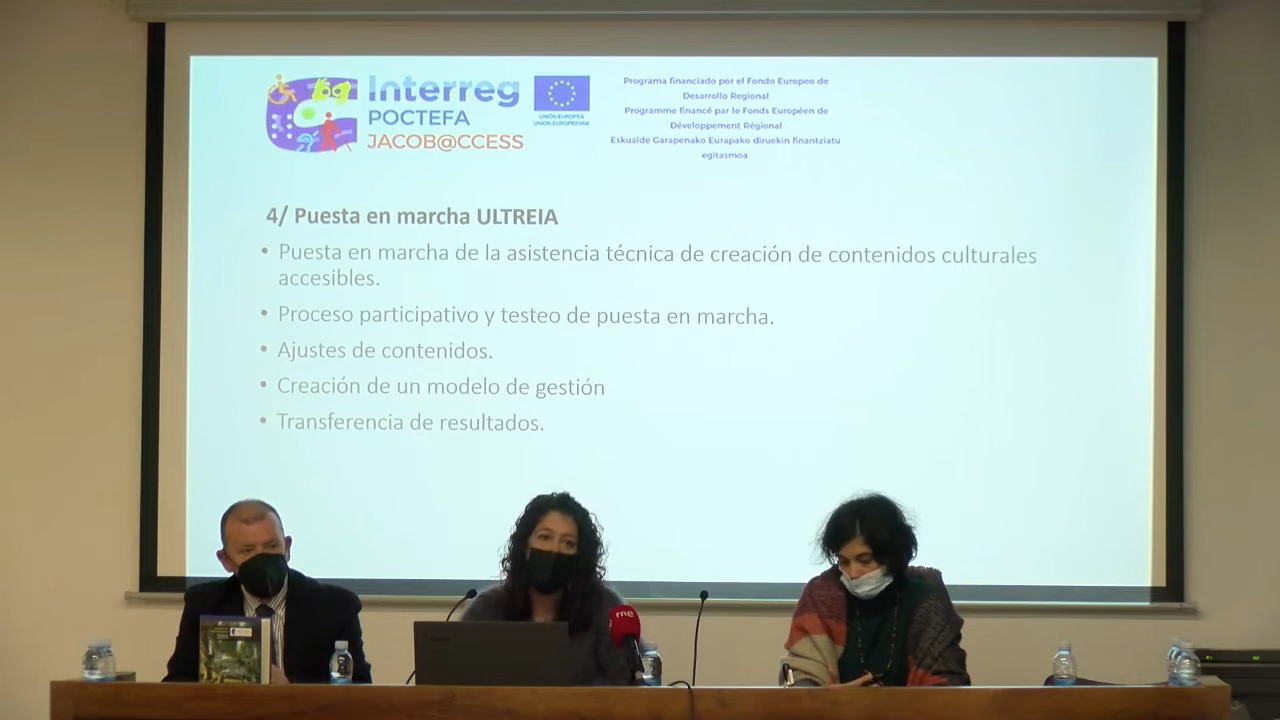 Interreg
POCTEFA
JACOB@CCESS
UNIÓN EUROPEA
UNION EUROPÉENNE
Programa financiado por el Fondo Europeo de
Desarrollo Regional
Programme financé par le Fonds Européen de
Développement Régional
Eskualde Garapenako Eurapako diruekin finantziatu
egitasmoa
4/ Puesta en marcha ULTREIA
• Puesta en marcha de la asistencia técnica de creación de contenidos culturales
accesibles.
• Proceso participativo y testeo de puesta en marcha.
• Ajustes de contenidos.
• Creación de un modelo de gestión
• Transferencia de resultados.
rne